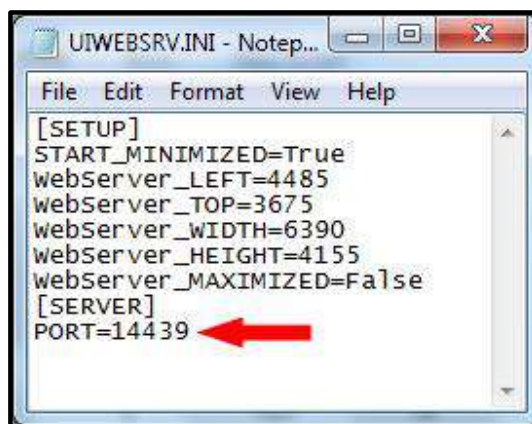 UIWEBSRV.INI - Notep...
File Edit Format View Help
[SETUP]
START_MINIMIZED=True
WebServer_LEFT=4485
WebServer_TOP=3675
WebServer_WIDTH=6390
WebServer_HEIGHT=4155
WebServer_MAXIMIZED=False
[SERVER]
PORT=14439